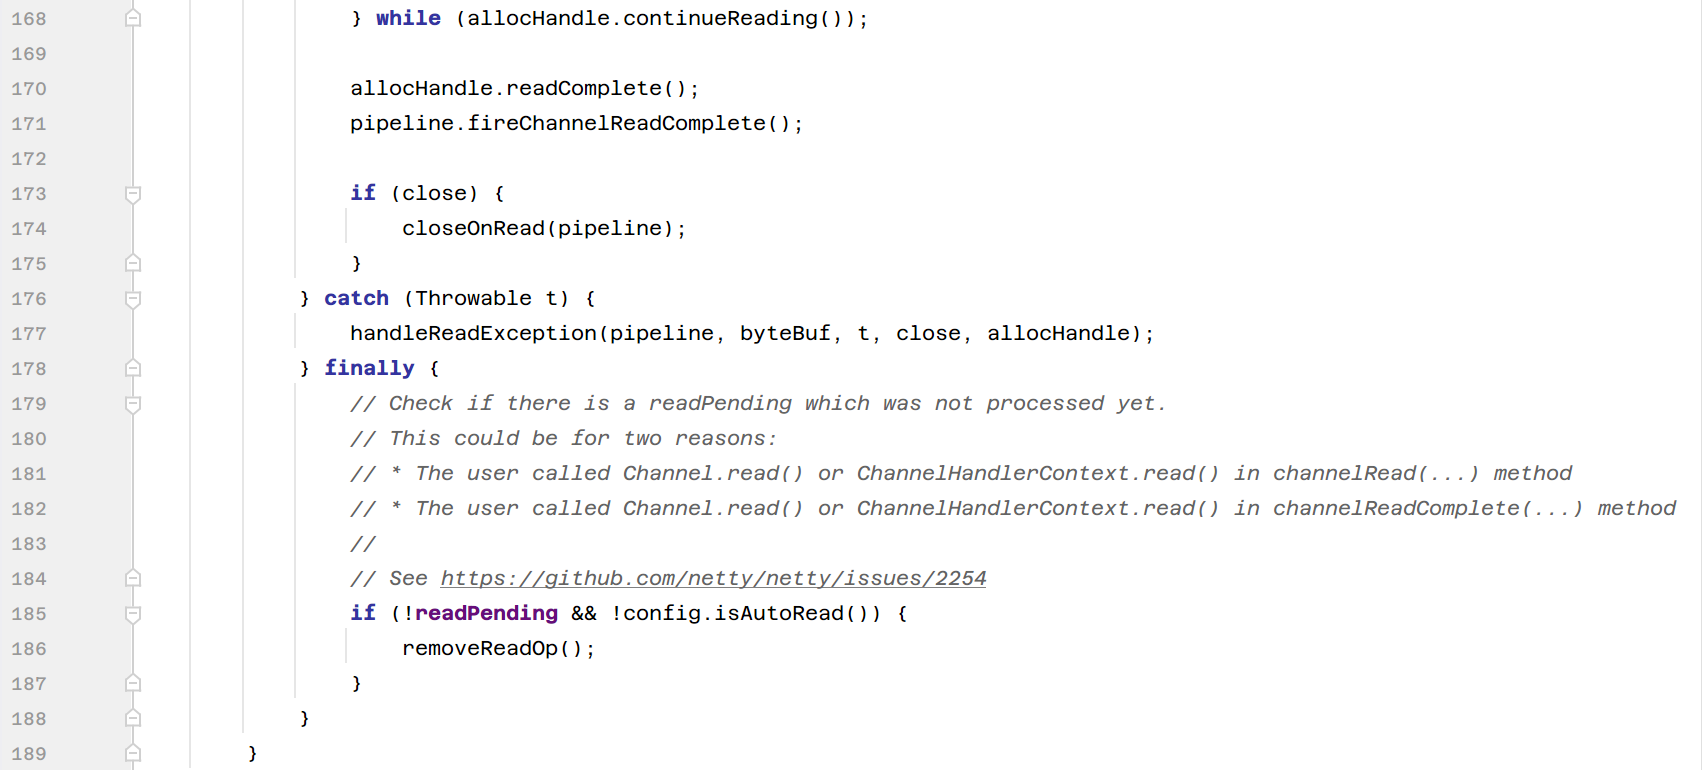 168 } while (allocHandle.continueReading());
169
170 allocHandle.readComplete();
171 pipeline.fireChannelReadComplete();
172
173 if (close) {
174 closeOnRead(pipeline);
175 }
176 } catch (Throwable t) {
177 handleReadException(pipeline, byteBuf, t, close, allocHandle);
178 } finally {
179 // Check if there is a readPending which was not processed yet.
180 // This could be for two reasons:
181 // * The user called Channel.read() or ChannelHandlerContext.read() in channelRead(...) method
182 // * The user called Channel.read() or ChannelHandlerContext.read() in channelReadComplete(...) method
183 //
184 // See https://github.com/netty/netty/issues/2254
185 if (!readPending && !config.isAutoRead()) {
186 removeReadOp();
187 }
188 }
189 }